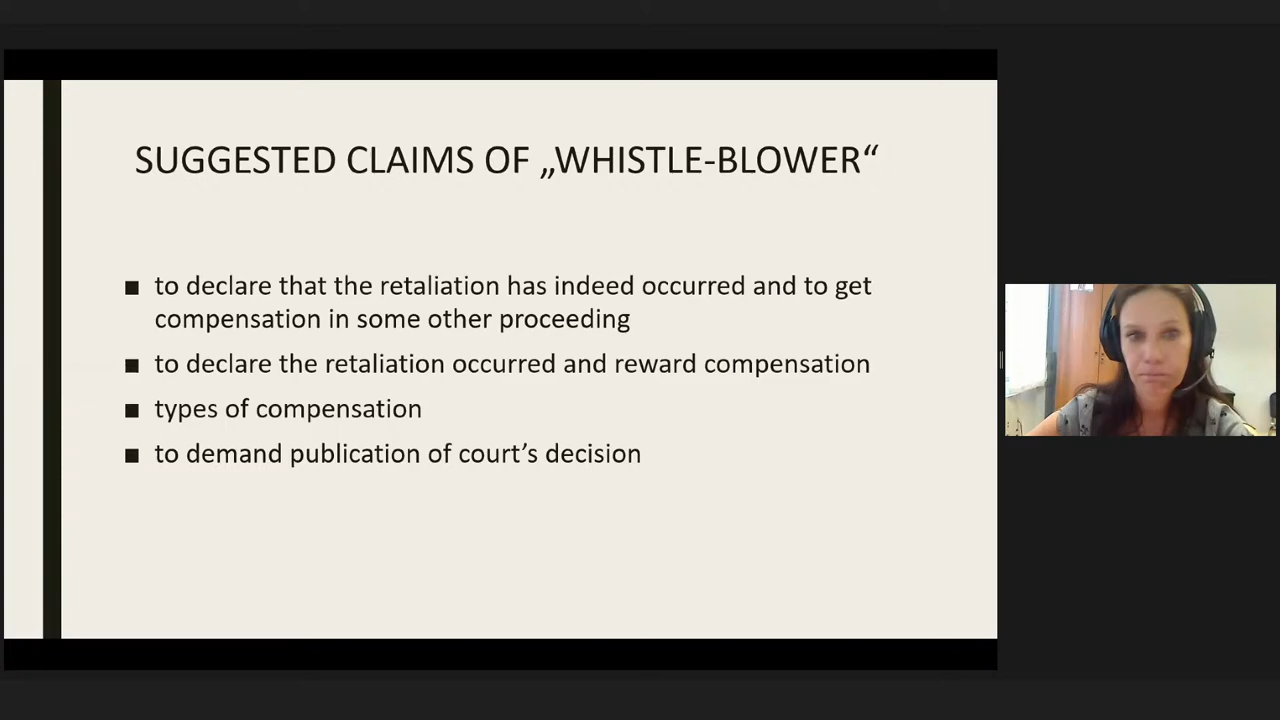 SUGGESTED CLAIMS OF „WHISTLE-BLOWER“
■ to declare that the retaliation has indeed occurred and to get
compensation in some other proceeding
■ to declare the retaliation occurred and reward compensation
■ types of compensation
■ to demand publication of court’s decision